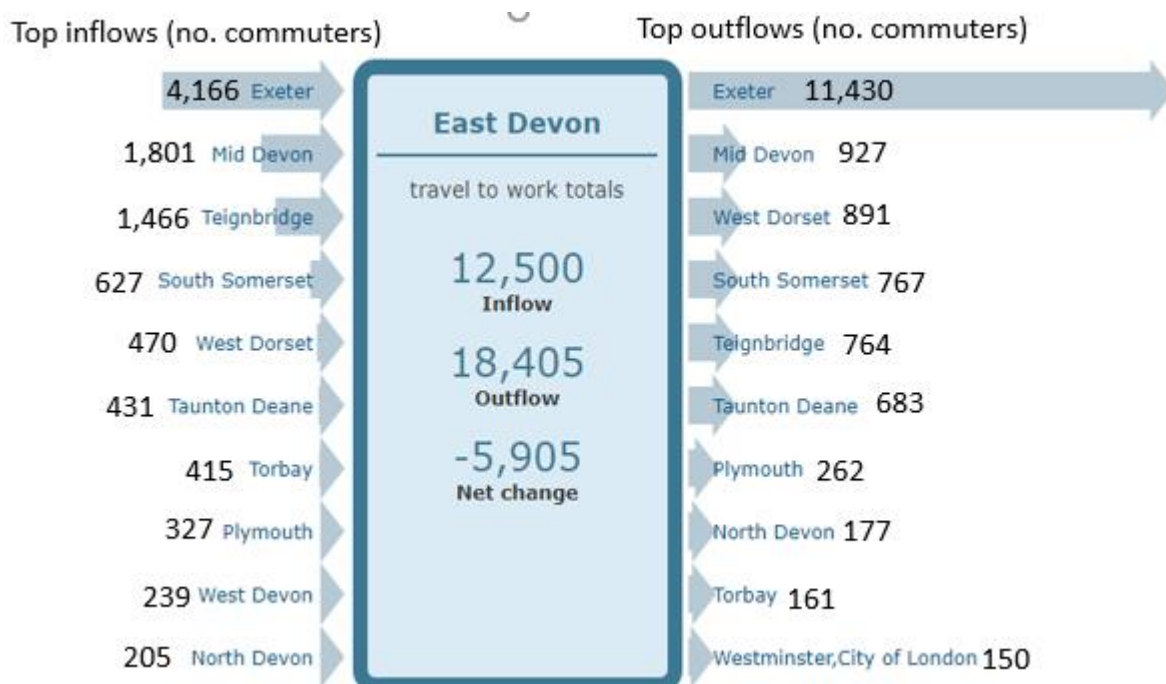 Top inflows (no. commuters)
4,166 Exeter
1,801 Mid Devon
1,466 Teignbridge
627 South Somerset
470 West Dorset
431 Taunton Deane
415 Torbay
327 Plymouth
239 West Devon
205 North Devon
East Devon
travel to work totals
12,500
Inflow
18,405
Outflow
-5,905
Net change
Top outflows (no. commuters)
Exeter 11,430
Mid Devon 927
West Dorset 891
South Somerset 767
Teignbridge 764
Taunton Deane 683
Plymouth 262
North Devon 177
Torbay 161
Westminster,City of London 150